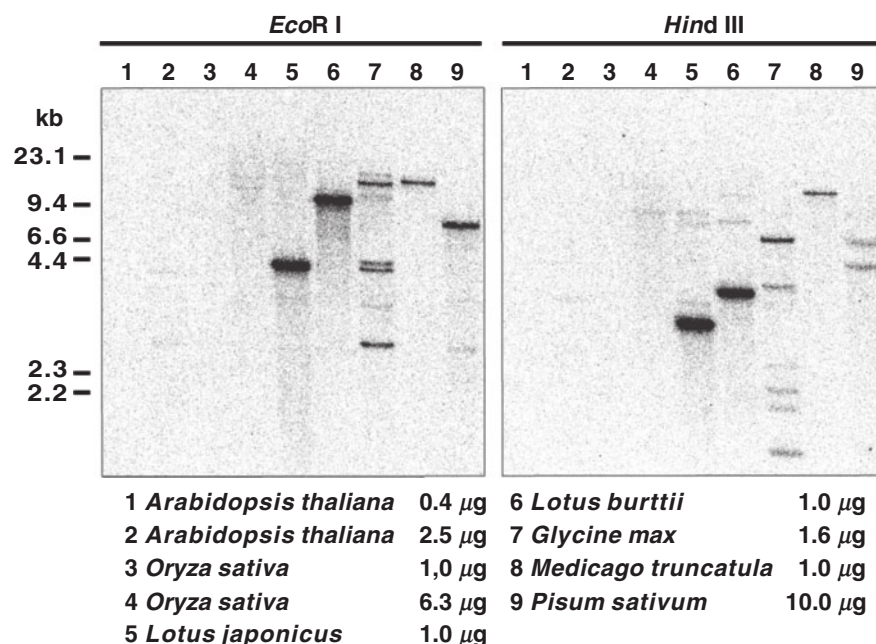 EcoR I Hind III
1 2 3 4 5 6 7 8 9 1 2 3 4 5 6 7 8 9
kb
23.1
9.4
6.6
4.4
2.3
2.2
1 Arabidopsis thaliana 0.4 μg
2 Arabidopsis thaliana 2.5 μg
3 Oryza sativa 1,0 μg
4 Oryza sativa 6.3 μg
5 Lotus japonicus 1.0 μg
6 Lotus burttii 1.0 μg
7 Glycine max 1.6 μg
8 Medicago truncatula 1.0 μg
9 Pisum sativum 10.0 μg